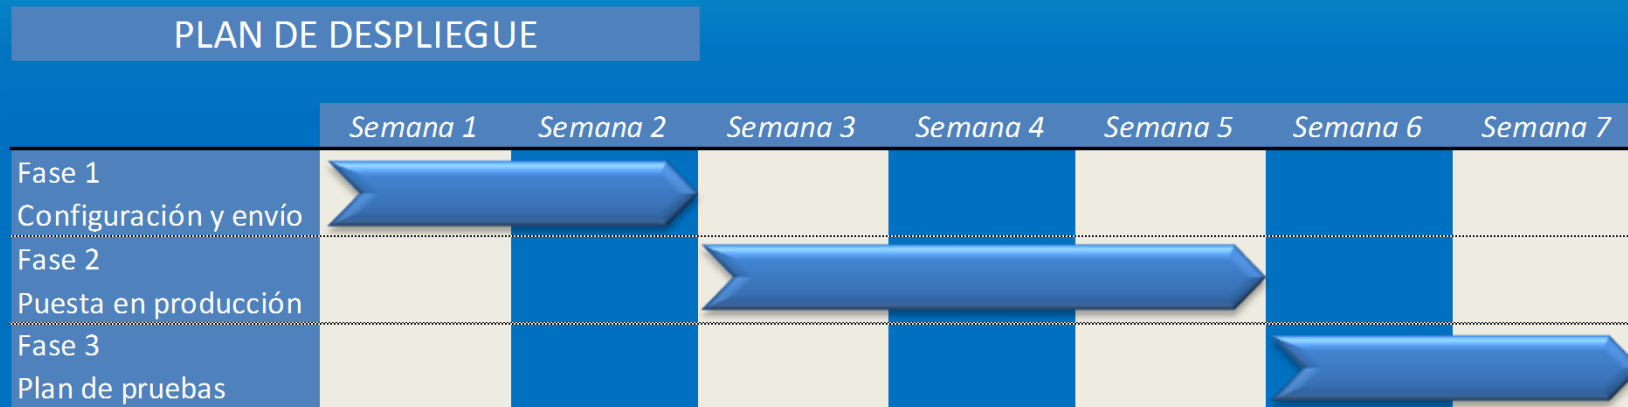 PLAN DE DESPLIEGUE
Semana 1 Semana 2 Semana 3 Semana 4 Semana 5 Semana 6 Semana 7
Fase 1
Configuración y envío
Fase 2
Puesta en producción
Fase 3
Plan de pruebas